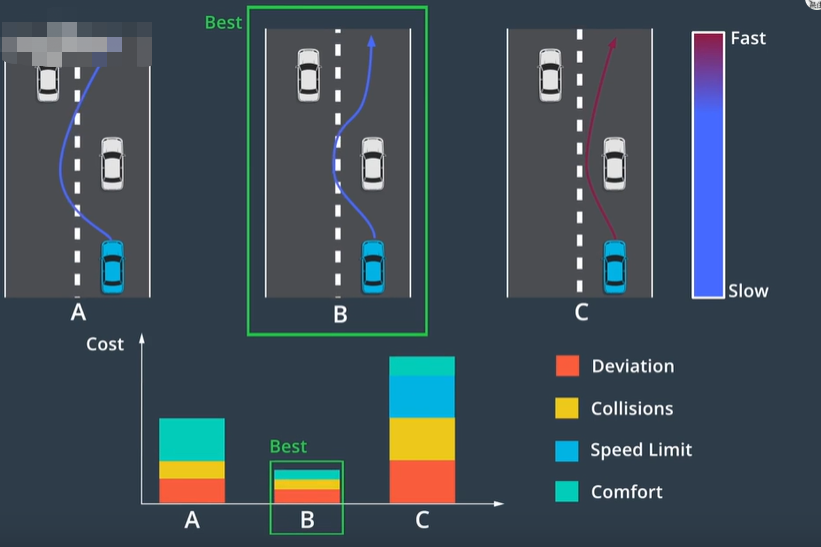 Best
Fast
Slow
A
B
C
Cost
Best
A
B
C
Deviation
Collisions
Speed Limit
Comfort